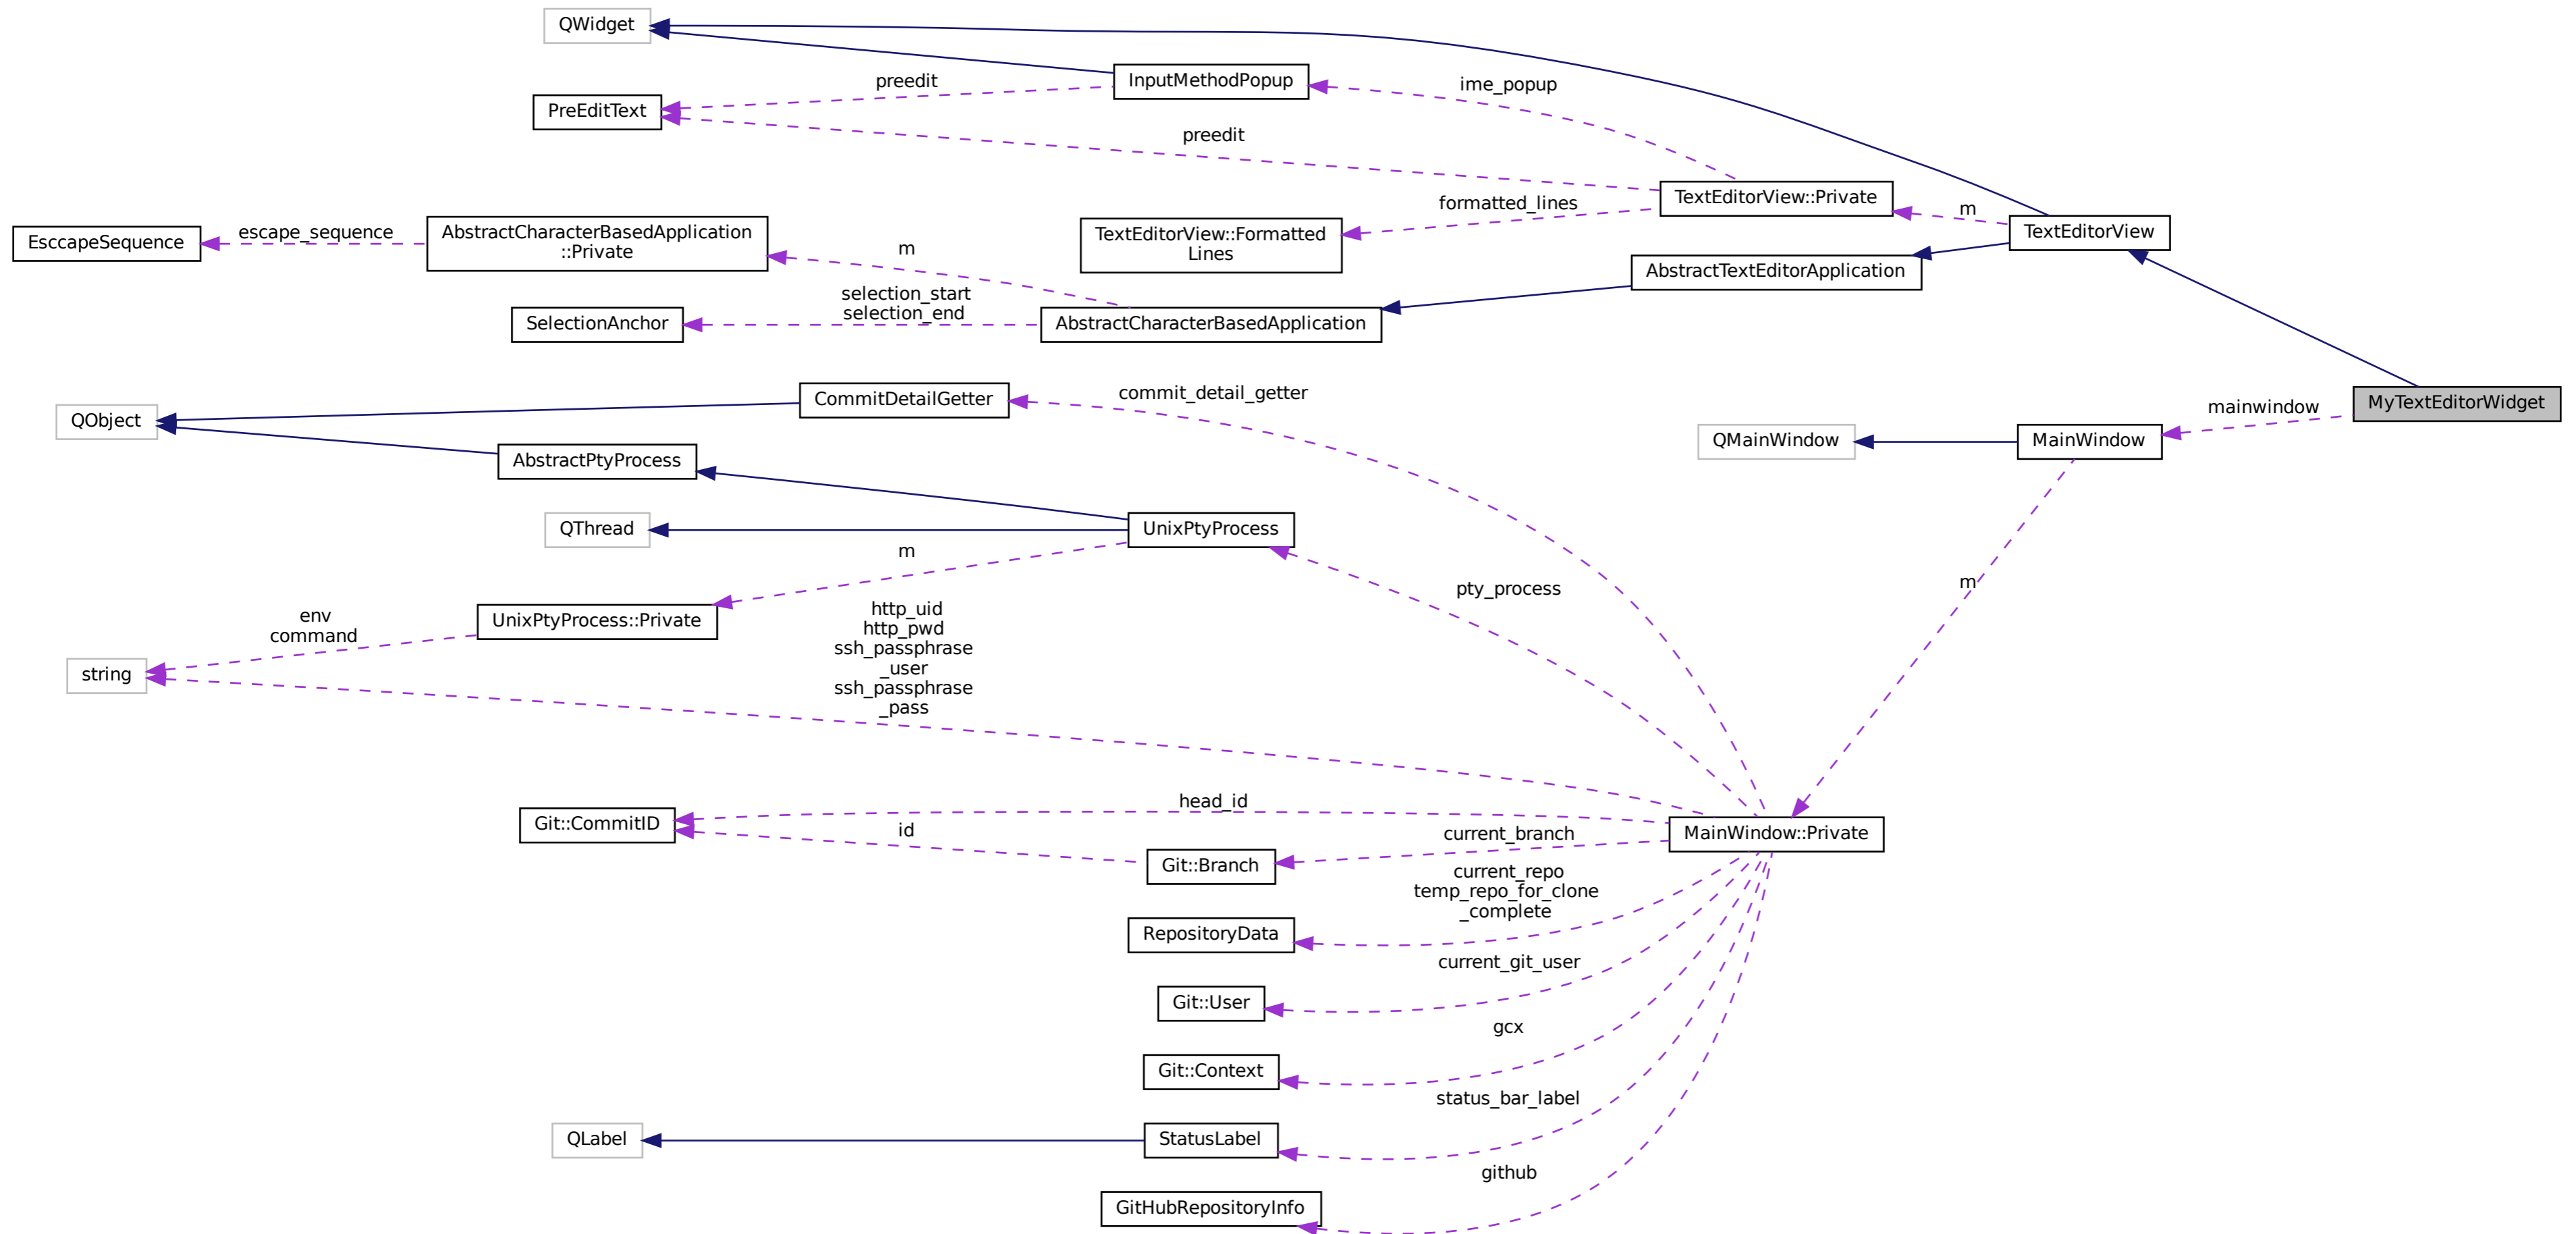 QWidget
InputMethodPopup
preedit
ime_popup
PreEditText
preedit
TextEditorView::Private
formatted_lines
m
EsccapeSequence
escape_sequence
AbstractCharacterBasedApplication
::Private
TextEditorView::Formatted
Lines
TextEditorView
m
AbstractTextEditorApplication
selection_start
selection_end
SelectionAnchor
AbstractCharacterBasedApplication
QObject
CommitDetailGetter
commit_detail_getter
MyTextEditorWidget
mainwindow
AbstractPtyProcess
QMainWindow
MainWindow
QThread
UnixPtyProcess
m
pty_process
m
UnixPtyProcess::Private
env
command
http_uid
http_pwd
ssh_passphrase
_user
ssh_passphrase
_pass
string
Git::CommitID
head_id
id
MainWindow::Private
current_branch
Git::Branch
current_repo
temp_repo_for_clone
_complete
RepositoryData
current_git_user
Git::User
gcx
Git::Context
status_bar_label
QLabel
StatusLabel
github
GitHubRepositoryInfo